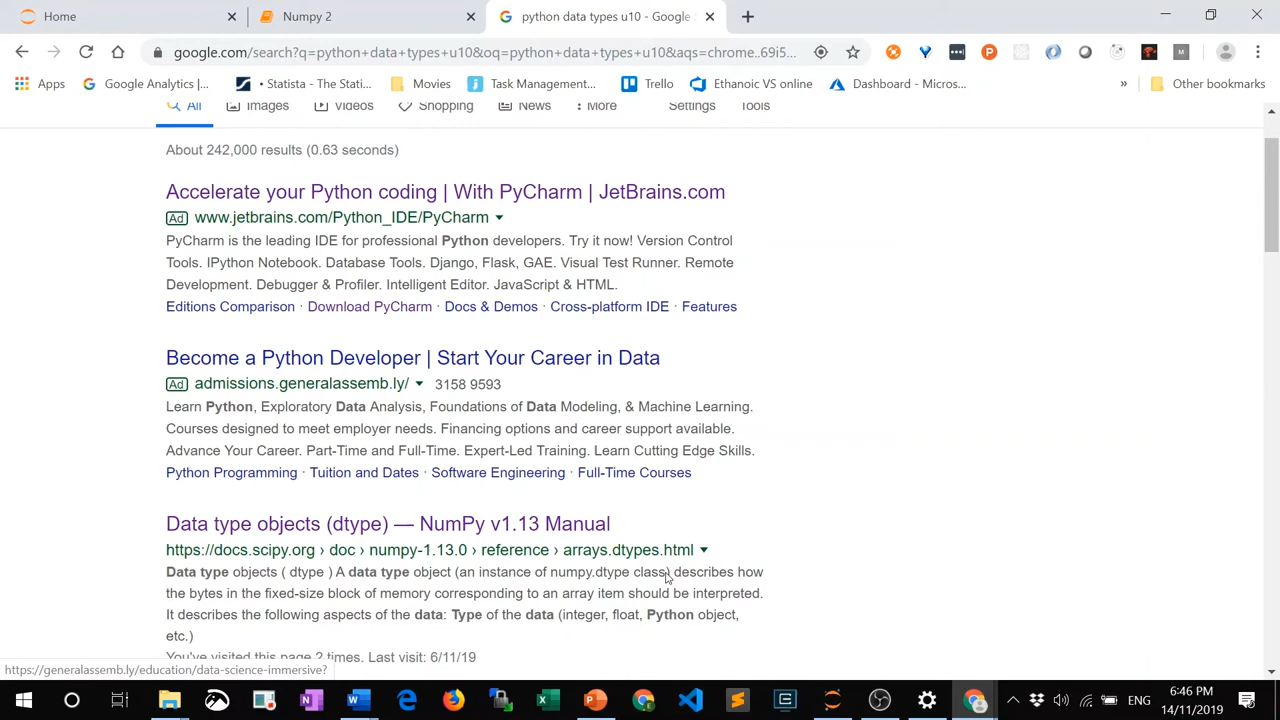 Home
Numpy 2
python data types u10 - Google
google.com/search?q=python+data+types+u10&oq=python+data+types+u10&aqs=chrome..69i5...
Apps
Google Analytics |...
• Statista - The Stati...
Movies
Task Management...
Trello
Ethanoic VS online
Dashboard - Micros...
»
Other bookmarks
All
Images
Videos
Shopping
News
More
Settings
Tools
About 242,000 results (0.63 seconds)
Accelerate your Python coding | With PyCharm | JetBrains.com
Ad www.jetbrains.com/Python_IDE/PyCharm
PyCharm is the leading IDE for professional Python developers. Try it now! Version Control
Tools. IPython Notebook. Database Tools. Django, Flask, GAE. Visual Test Runner. Remote
Development. Debugger & Profiler. Intelligent Editor. JavaScript & HTML.
Editions Comparison · Download PyCharm · Docs & Demos · Cross-platform IDE · Features
Become a Python Developer | Start Your Career in Data
Ad admissions.generalassemb.ly/ 3158 9593
Learn Python, Exploratory Data Analysis, Foundations of Data Modeling, & Machine Learning.
Courses designed to meet employer needs. Financing options and career support available.
Advance Your Career. Part-Time and Full-Time. Expert-Led Training. Learn Cutting Edge Skills.
Python Programming · Tuition and Dates · Software Engineering · Full-Time Courses
Data type objects (dtype) — NumPy v1.13 Manual
https://docs.scipy.org › doc › numpy-1.13.0 › reference › arrays.dtypes.html
Data type objects ( dtype ) A data type object (an instance of numpy.dtype class) describes how
the bytes in the fixed-size block of memory corresponding to an array item should be interpreted.
It describes the following aspects of the data: Type of the data (integer, float, Python object,
etc.)
You've visited this page 2 times. Last visit: 6/11/19
https://generalassemb.ly/education/data-science-immersive?
ENG
6:46 PM
14/11/2019